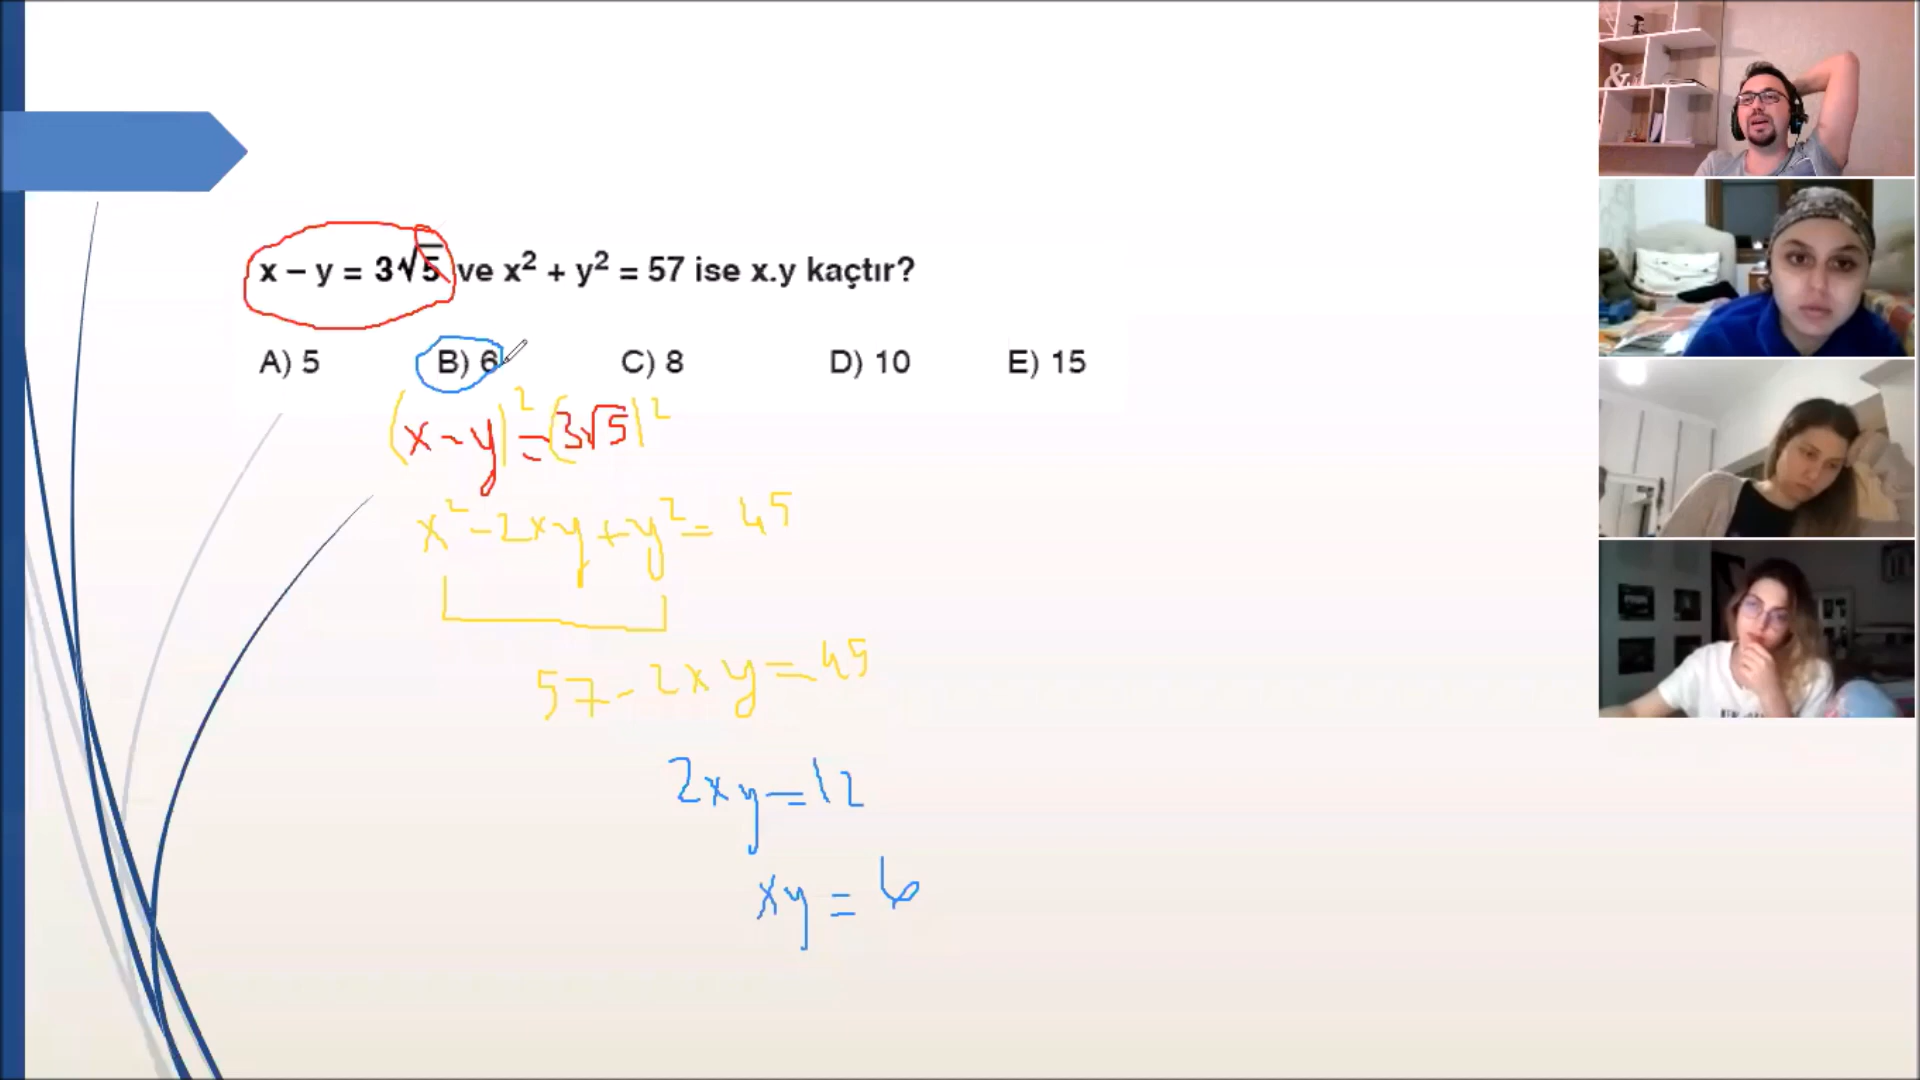 x – y = 3√5 ve x² + y² = 57 ise x.y kaçtır?
A) 5 B) 6 C) 8 D) 10 E) 15
(x - y)² = (3√5)²
x² - 2xy + y² = 45
57 - 2xy = 45
2xy = 12
xy = 6
&